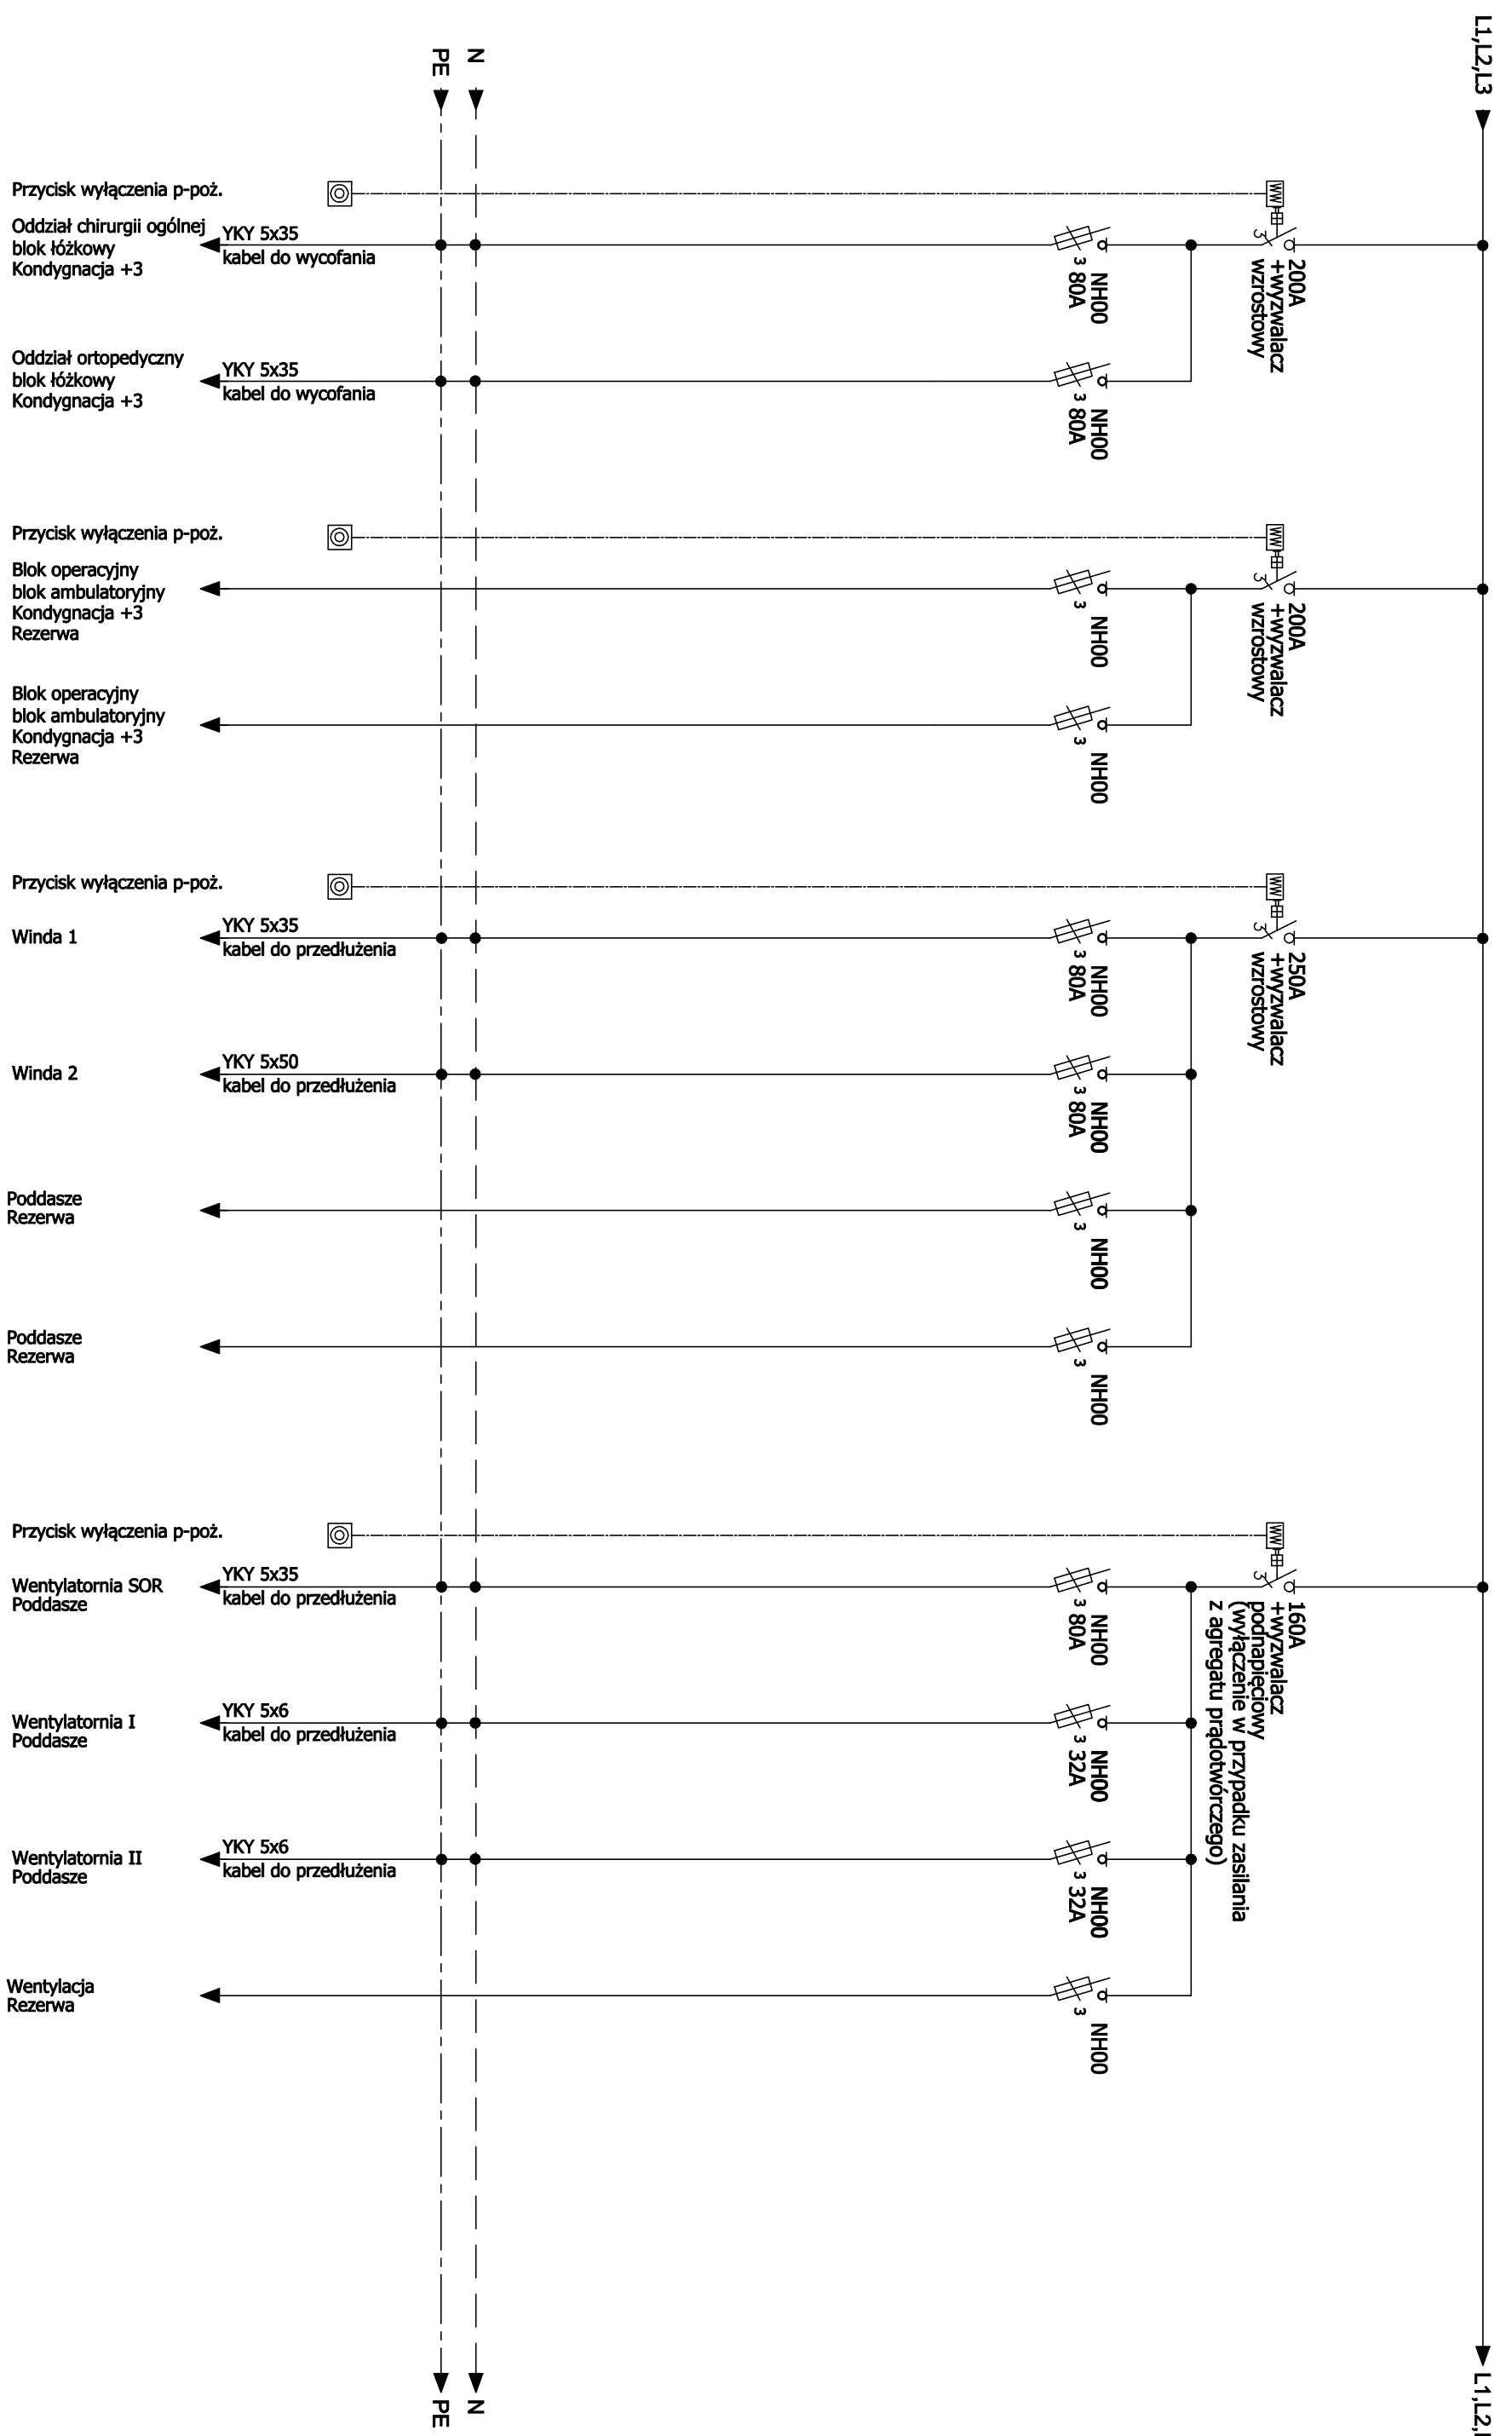 L1,L2,L3
N
PE
Przycisk wyłączenia p-poż.
Oddział chirurgii ogólnej
blok łóżkowy
Kondygnacja +3
YKY 5x35
kabel do wycofania
3
NH00
80A
3
200A
+wyzwalacz
wzrostowy
Oddział ortopedyczny
blok łóżkowy
Kondygnacja +3
YKY 5x35
kabel do wycofania
3
NH00
80A
Przycisk wyłączenia p-poż.
Blok operacyjny
blok ambulatoryjny
Kondygnacja +3
Rezerwa
3
NH00
3
200A
+wyzwalacz
wzrostowy
Blok operacyjny
blok ambulatoryjny
Kondygnacja +3
Rezerwa
3
NH00
Przycisk wyłączenia p-poż.
Winda 1
YKY 5x35
kabel do przedłużenia
3
NH00
80A
3
250A
+wyzwalacz
wzrostowy
Winda 2
YKY 5x50
kabel do przedłużenia
3
NH00
80A
Poddasze
Rezerwa
3
NH00
Poddasze
Rezerwa
3
NH00
Przycisk wyłączenia p-poż.
Wentylatornia SOR
Poddasze
YKY 5x35
kabel do przedłużenia
3
NH00
80A
3
160A
+wyzwalacz
podnapięciowy
(wyłączenie w przypadku zasilania
z agregatu prądotwórczego)
Wentylatornia I
Poddasze
YKY 5x6
kabel do przedłużenia
3
NH00
32A
Wentylatornia II
Poddasze
YKY 5x6
kabel do przedłużenia
3
NH00
32A
Wentylacja
Rezerwa
3
NH00
PE
N
L1,L2,